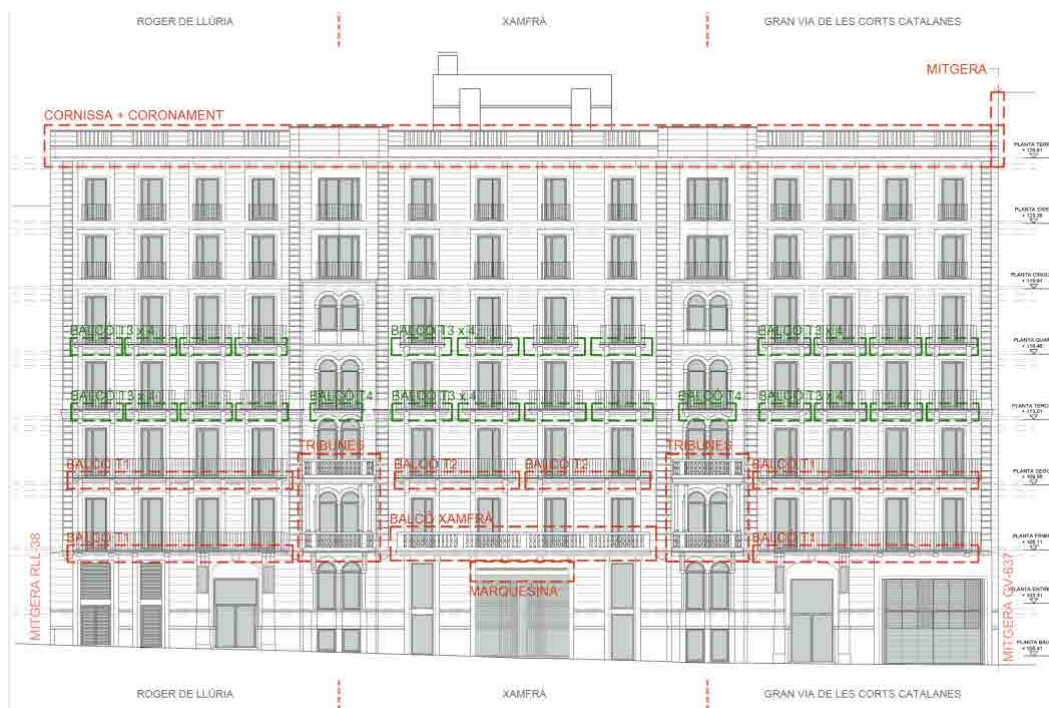 ROGER DE LLÚRIA
XAMFRÀ
GRAN VIA DE LES CORTS CATALANES
MITGERA
CORNISSA + CORONAMENT
BALCÓ T3 x 4
BALCÓ T3 x 4
BALCÓ T3 x 4
BALCÓ T3 x 4
BALCÓ T4
BALCÓ T3 x 4
BALCÓ T4
BALCÓ T3 x 4
TRIBUNES
TRIBUNES
BALCÓ T1
BALCÓ T2
BALCÓ T2
BALCÓ T1
BALCÓ XAMFRÀ
BALCÓ T1
BALCÓ T1
MARQUESINA
MITGERA RLL-38
MITGERA GV-637
ROGER DE LLÚRIA
XAMFRÀ
GRAN VIA DE LES CORTS CATALANES